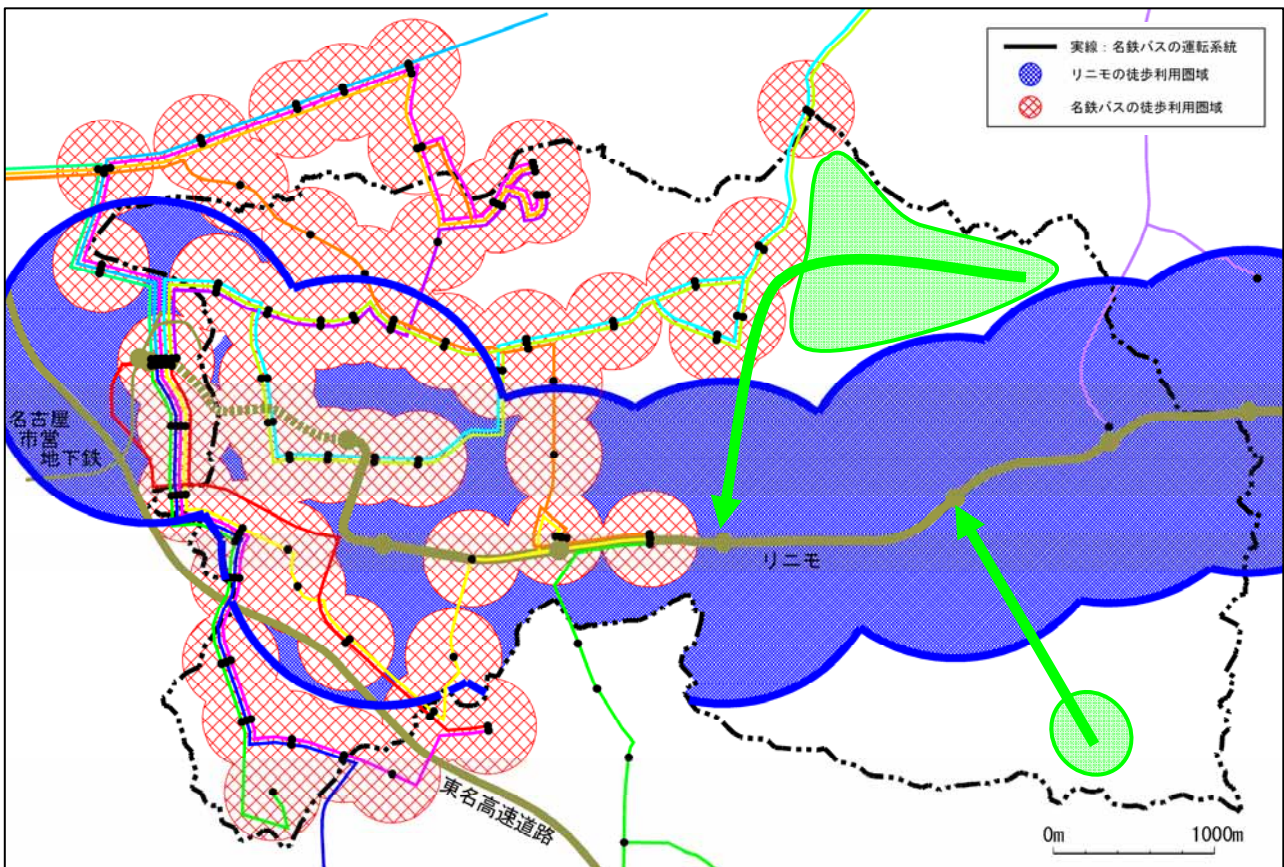 実線：名鉄バスの運転系統
リニモの徒歩利用圏域
名鉄バスの徒歩利用圏域
名古屋
市営
地下鉄
リニモ
東名高速道路
0m 1000m